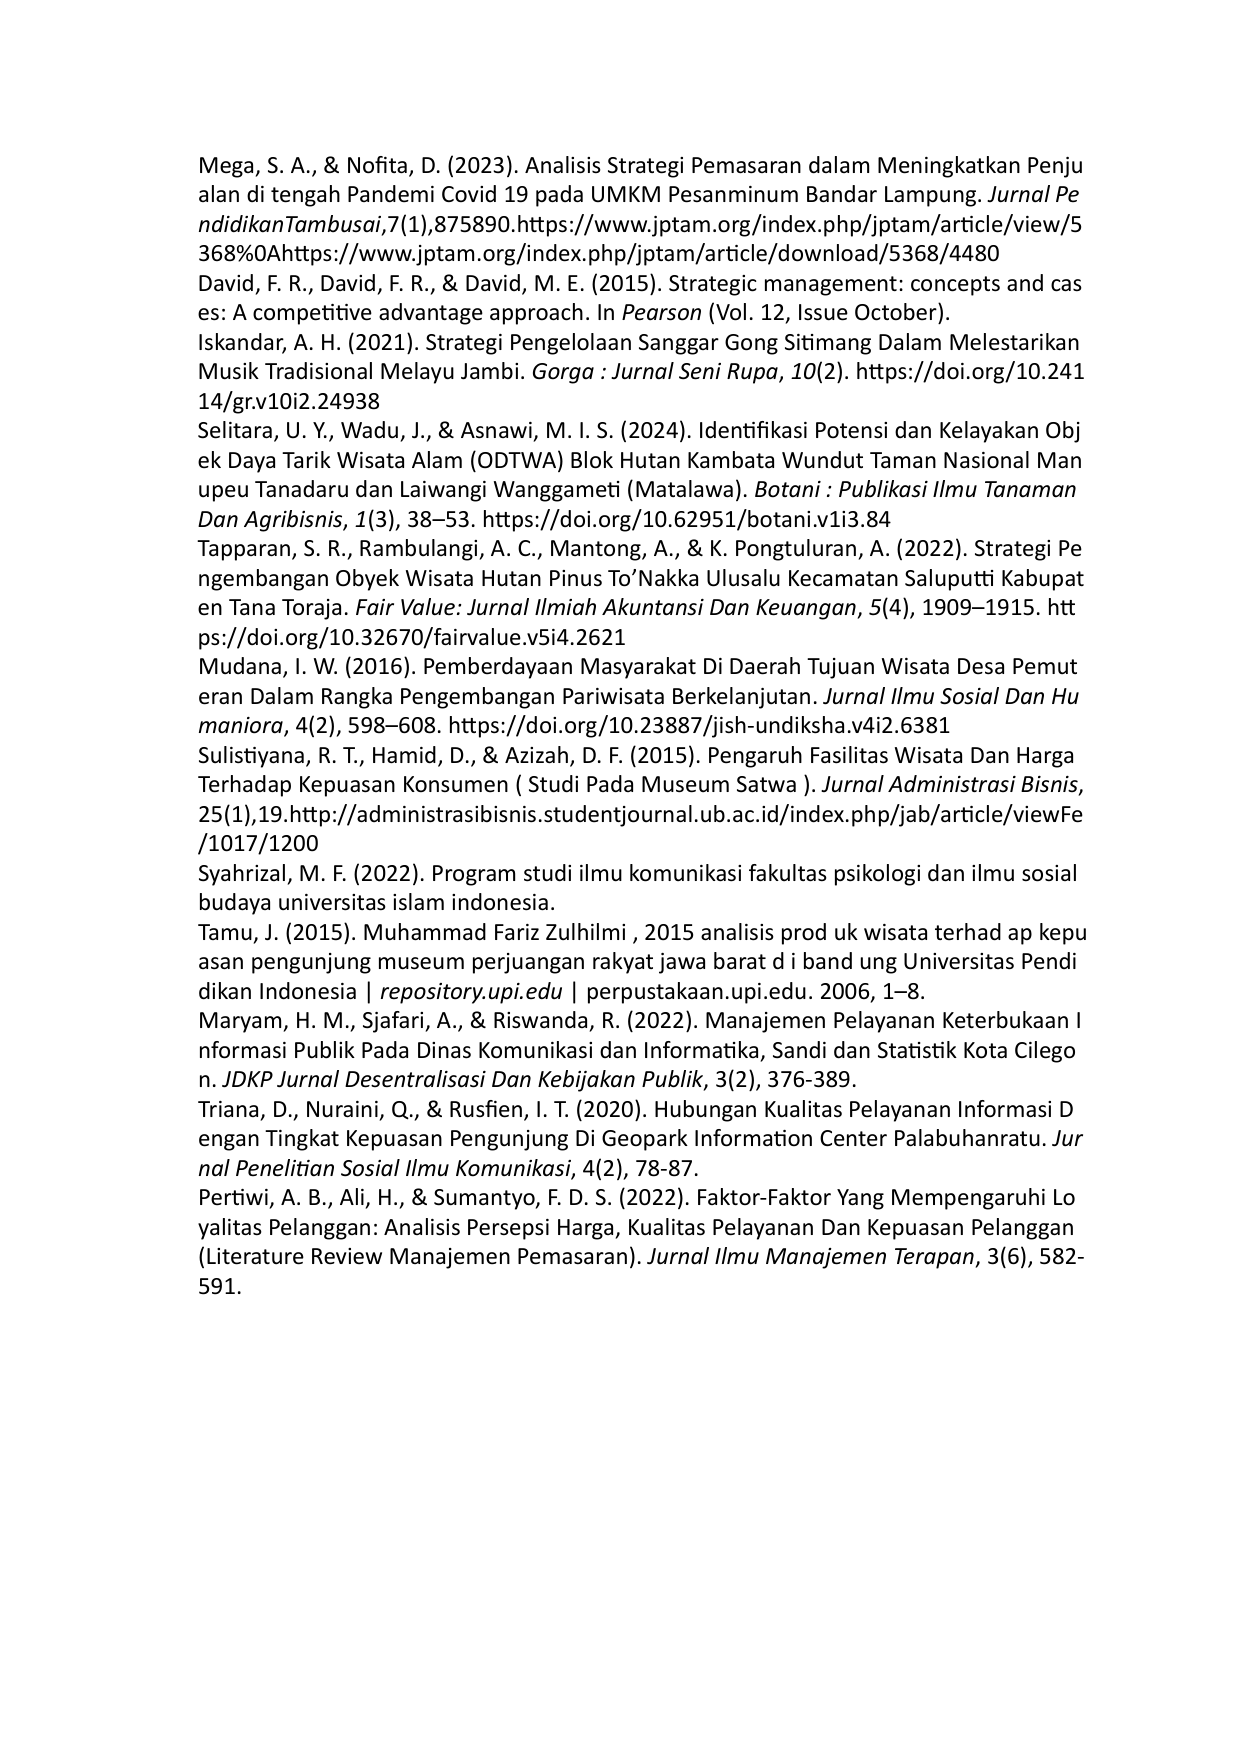 Mega, S. A., & Nofita, D. (2023). Analisis Strategi Pemasaran dalam Meningkatkan Penju
alan di tengah Pandemi Covid 19 pada UMKM Pesanminum Bandar Lampung. Jurnal Pe
ndidikanTambusai,7(1),875890.https://www.jptam.org/index.php/jptam/article/view/5
368%0Ahttps://www.jptam.org/index.php/jptam/article/download/5368/4480
David, F. R., David, F. R., & David, M. E. (2015). Strategic management: concepts and cas
es: A competitive advantage approach. In Pearson (Vol. 12, Issue October).
Iskandar, A. H. (2021). Strategi Pengelolaan Sanggar Gong Sitimang Dalam Melestarikan
Musik Tradisional Melayu Jambi. Gorga : Jurnal Seni Rupa, 10(2). https://doi.org/10.241
14/gr.v10i2.24938
Selitara, U. Y., Wadu, J., & Asnawi, M. I. S. (2024). Identifikasi Potensi dan Kelayakan Obj
ek Daya Tarik Wisata Alam (ODTWA) Blok Hutan Kambata Wundut Taman Nasional Man
upeu Tanadaru dan Laiwangi Wanggameti (Matalawa). Botani : Publikasi Ilmu Tanaman
Dan Agribisnis, 1(3), 38–53. https://doi.org/10.62951/botani.v1i3.84
Tapparan, S. R., Rambulangi, A. C., Mantong, A., & K. Pongtuluran, A. (2022). Strategi Pe
ngembangan Obyek Wisata Hutan Pinus To’Nakka Ulusalu Kecamatan Saluputti Kabupat
en Tana Toraja. Fair Value: Jurnal Ilmiah Akuntansi Dan Keuangan, 5(4), 1909–1915. htt
ps://doi.org/10.32670/fairvalue.v5i4.2621
Mudana, I. W. (2016). Pemberdayaan Masyarakat Di Daerah Tujuan Wisata Desa Pemut
eran Dalam Rangka Pengembangan Pariwisata Berkelanjutan. Jurnal Ilmu Sosial Dan Hu
maniora, 4(2), 598–608. https://doi.org/10.23887/jish-undiksha.v4i2.6381
Sulistiyana, R. T., Hamid, D., & Azizah, D. F. (2015). Pengaruh Fasilitas Wisata Dan Harga
Terhadap Kepuasan Konsumen ( Studi Pada Museum Satwa ). Jurnal Administrasi Bisnis,
25(1),19.http://administrasibisnis.studentjournal.ub.ac.id/index.php/jab/article/viewFe
/1017/1200
Syahrizal, M. F. (2022). Program studi ilmu komunikasi fakultas psikologi dan ilmu sosial
budaya universitas islam indonesia.
Tamu, J. (2015). Muhammad Fariz Zulhilmi , 2015 analisis prod uk wisata terhad ap kepu
asan pengunjung museum perjuangan rakyat jawa barat d i band ung Universitas Pendi
dikan Indonesia | repository.upi.edu | perpustakaan.upi.edu. 2006, 1–8.
Maryam, H. M., Sjafari, A., & Riswanda, R. (2022). Manajemen Pelayanan Keterbukaan I
nformasi Publik Pada Dinas Komunikasi dan Informatika, Sandi dan Statistik Kota Cilego
n. JDKP Jurnal Desentralisasi Dan Kebijakan Publik, 3(2), 376-389.
Triana, D., Nuraini, Q., & Rusfien, I. T. (2020). Hubungan Kualitas Pelayanan Informasi D
engan Tingkat Kepuasan Pengunjung Di Geopark Information Center Palabuhanratu. Jur
nal Penelitian Sosial Ilmu Komunikasi, 4(2), 78-87.
Pertiwi, A. B., Ali, H., & Sumantyo, F. D. S. (2022). Faktor-Faktor Yang Mempengaruhi Lo
yalitas Pelanggan: Analisis Persepsi Harga, Kualitas Pelayanan Dan Kepuasan Pelanggan
(Literature Review Manajemen Pemasaran). Jurnal Ilmu Manajemen Terapan, 3(6), 582-
591.